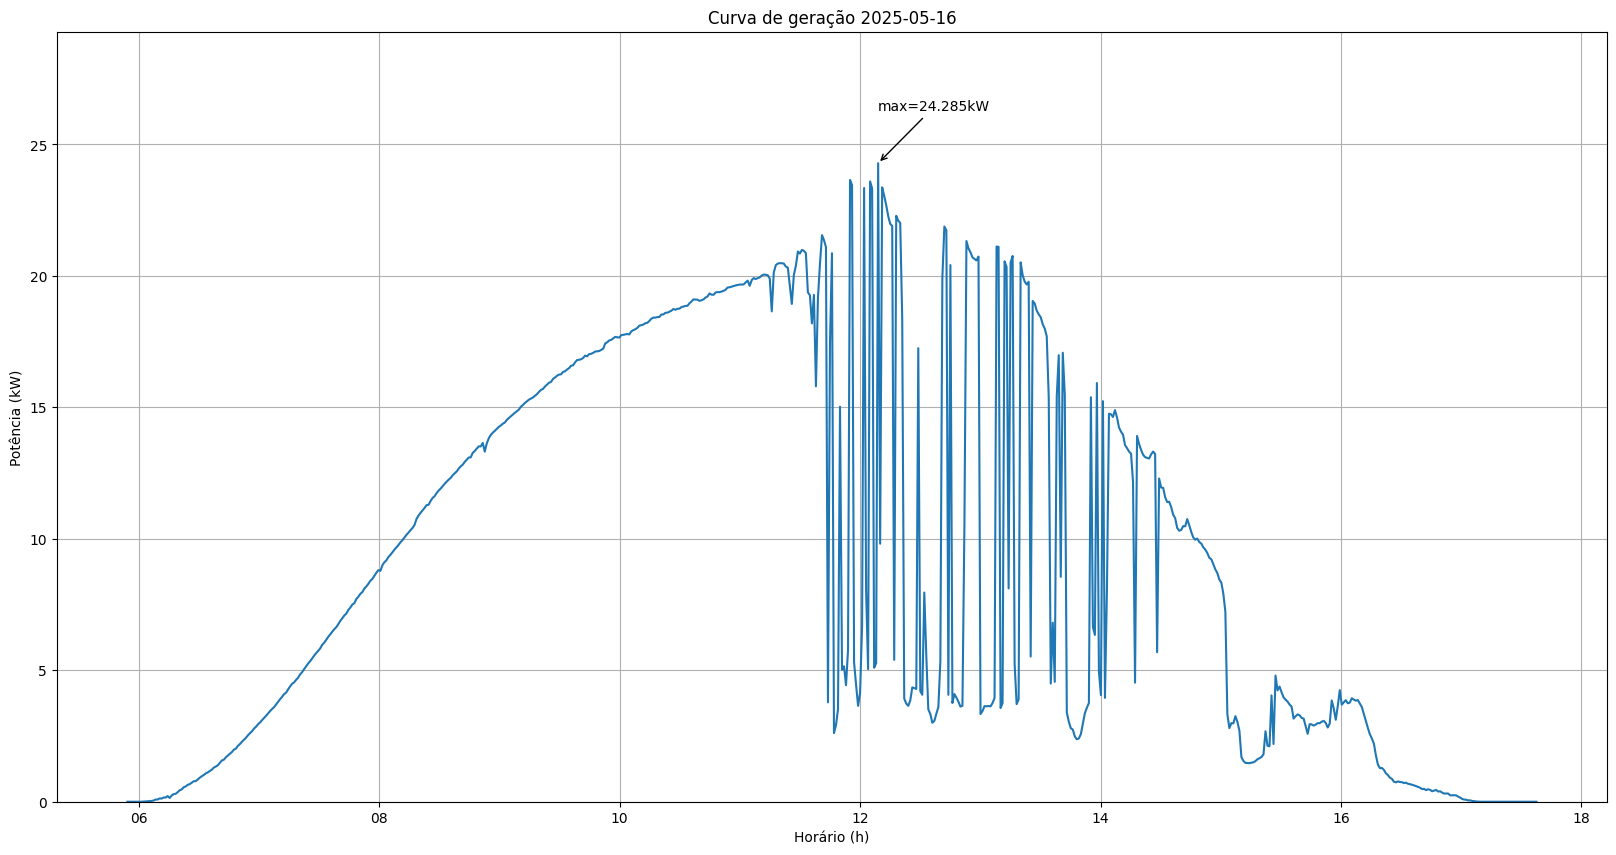 Curva de geração 2025-05-16
max=24.285kW
Potência (kW)
25
20
15
10
5
0
06 08 10 12 14 16 18
Horário (h)